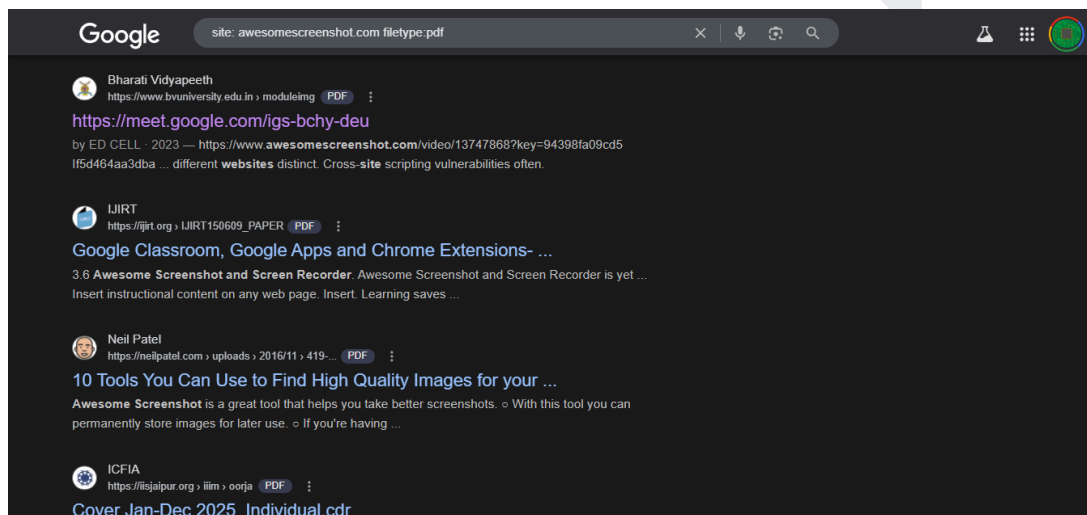 Google
site: awesomescreenshot.com filetype:pdf
Bharati Vidyapeeth
https://www.bvuniversity.edu.in › moduleimg PDF
https://meet.google.com/igs-bchy-deu
by ED CELL · 2023 — https://www.awesomescreenshot.com/video/13747868?key=94398fa09cd5
lf5d464aa3dba ... different websites distinct. Cross-site scripting vulnerabilities often.
IJIRT
https://ijirt.org › IJIRT150609_PAPER PDF
Google Classroom, Google Apps and Chrome Extensions- ...
3.6 Awesome Screenshot and Screen Recorder. Awesome Screenshot and Screen Recorder is yet ...
Insert instructional content on any web page. Insert. Learning saves ...
Neil Patel
https://neilpatel.com › uploads › 2016/11 › 419-... PDF
10 Tools You Can Use to Find High Quality Images for your ...
Awesome Screenshot is a great tool that helps you take better screenshots. ○ With this tool you can
permanently store images for later use. ○ If you're having ...
ICFIA
https://iisjaipur.org › iiim › oorja PDF
Cover Jan-Dec 2025_Individual.cdr